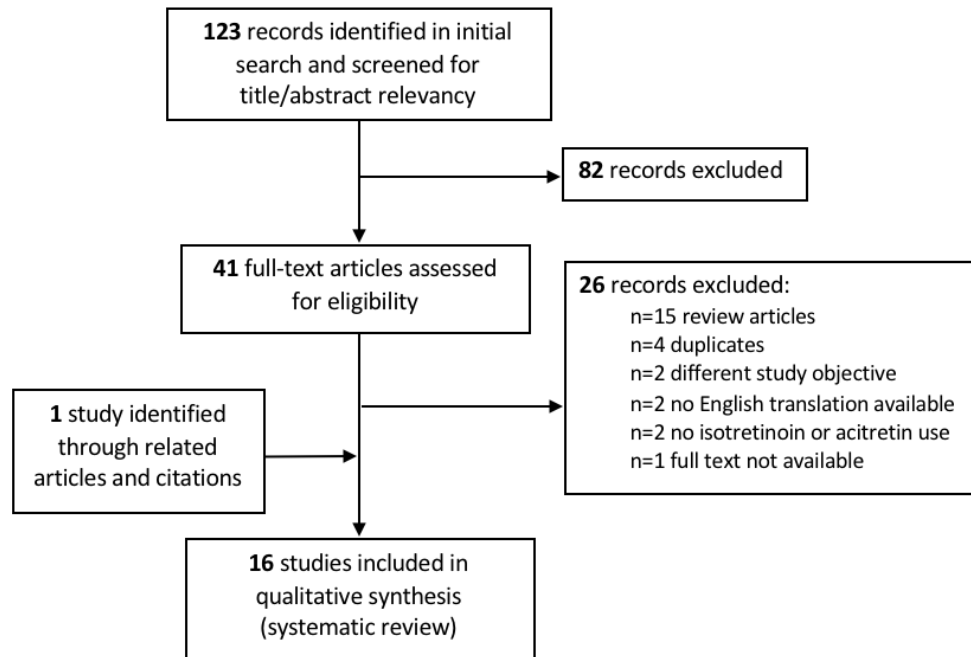 123 records identified in initial
search and screened for
title/abstract relevancy
82 records excluded
41 full-text articles assessed
for eligibility
26 records excluded:
n=15 review articles
n=4 duplicates
n=2 different study objective
n=2 no English translation available
n=2 no isotretinoin or acitretin use
n=1 full text not available
1 study identified
through related
articles and citations
16 studies included in
qualitative synthesis
(systematic review)